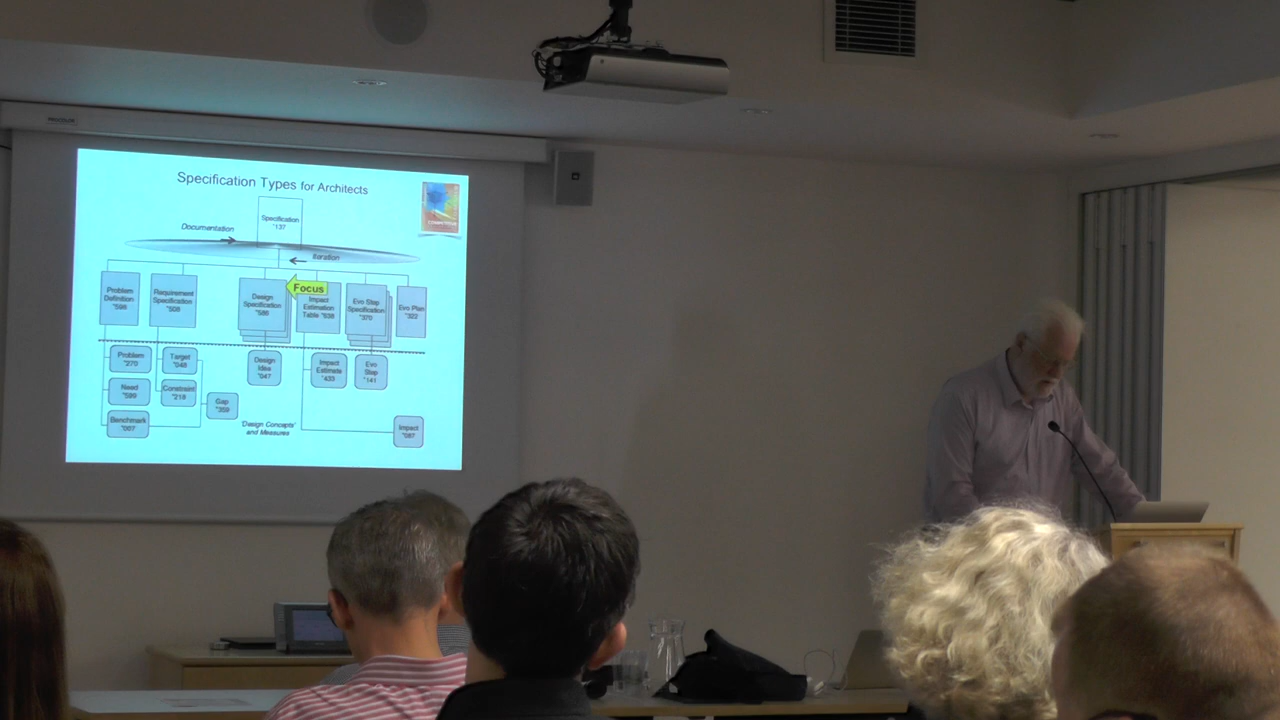 Specification Types for Architects
Specification
*137
Documentation
Iteration
Focus
Problem
Definition
*598
Requirement
Specification
*508
Design
Specification
*586
Impact
Estimation
Table *638
Evo Step
Specification
*370
Evo Plan
*322
Problem
*270
Target
*048
Design
Idea
*047
Impact
Estimate
*433
Evo
Step
*141
Need
*599
Constraint
*218
Gap
*359
Benchmark
*007
'Design Concepts'
and Measures
Impact
*087